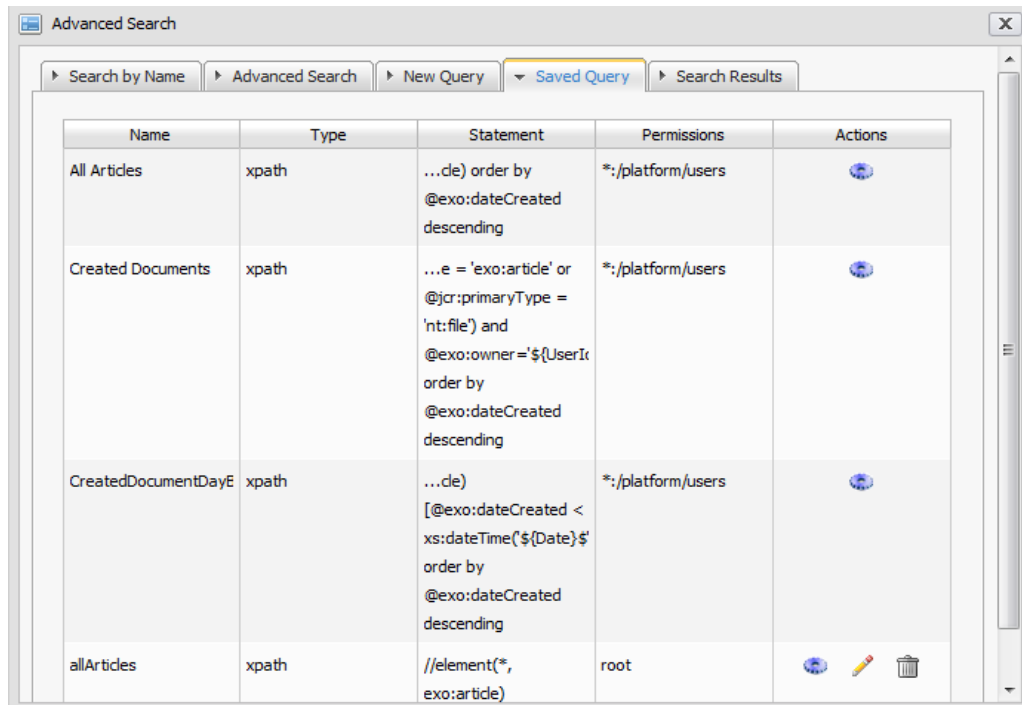 Advanced Search
Search by Name
Advanced Search
New Query
Saved Query
Search Results
Name
Type
Statement
Permissions
Actions
All Articles
xpath
...cle) order by
@exo:dateCreated
descending
*:/platform/users
Created Documents
xpath
...e = 'exo:article' or
@jcr:primaryType =
'nt:file') and
@exo:owner='${UserId
order by
@exo:dateCreated
descending
*:/platform/users
CreatedDocumentDayB
xpath
...cle)
[@exo:dateCreated <
xs:dateTime('${Date}$'
order by
@exo:dateCreated
descending
*:/platform/users
allArticles
xpath
//element(*,
exo:article)
root